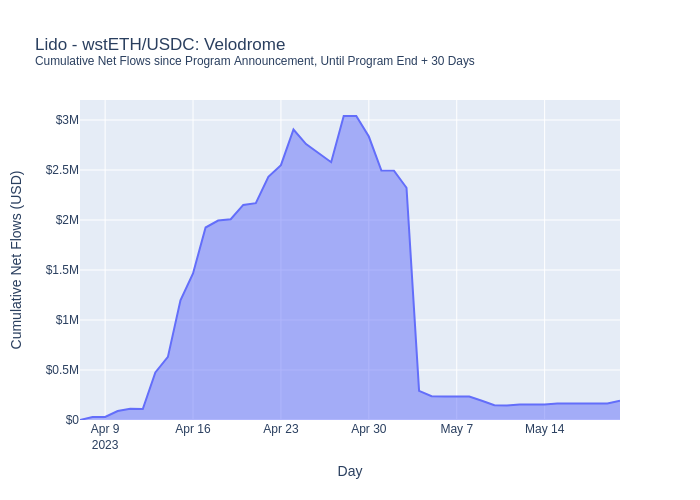 Lido - wstETH/USDC: Velodrome
Cumulative Net Flows since Program Announcement, Until Program End + 30 Days
Cumulative Net Flows (USD)
$3M
$2.5M
$2M
$1.5M
$1M
$0.5M
$0
Apr 9
2023
Apr 16
Apr 23
Apr 30
May 7
May 14
Day